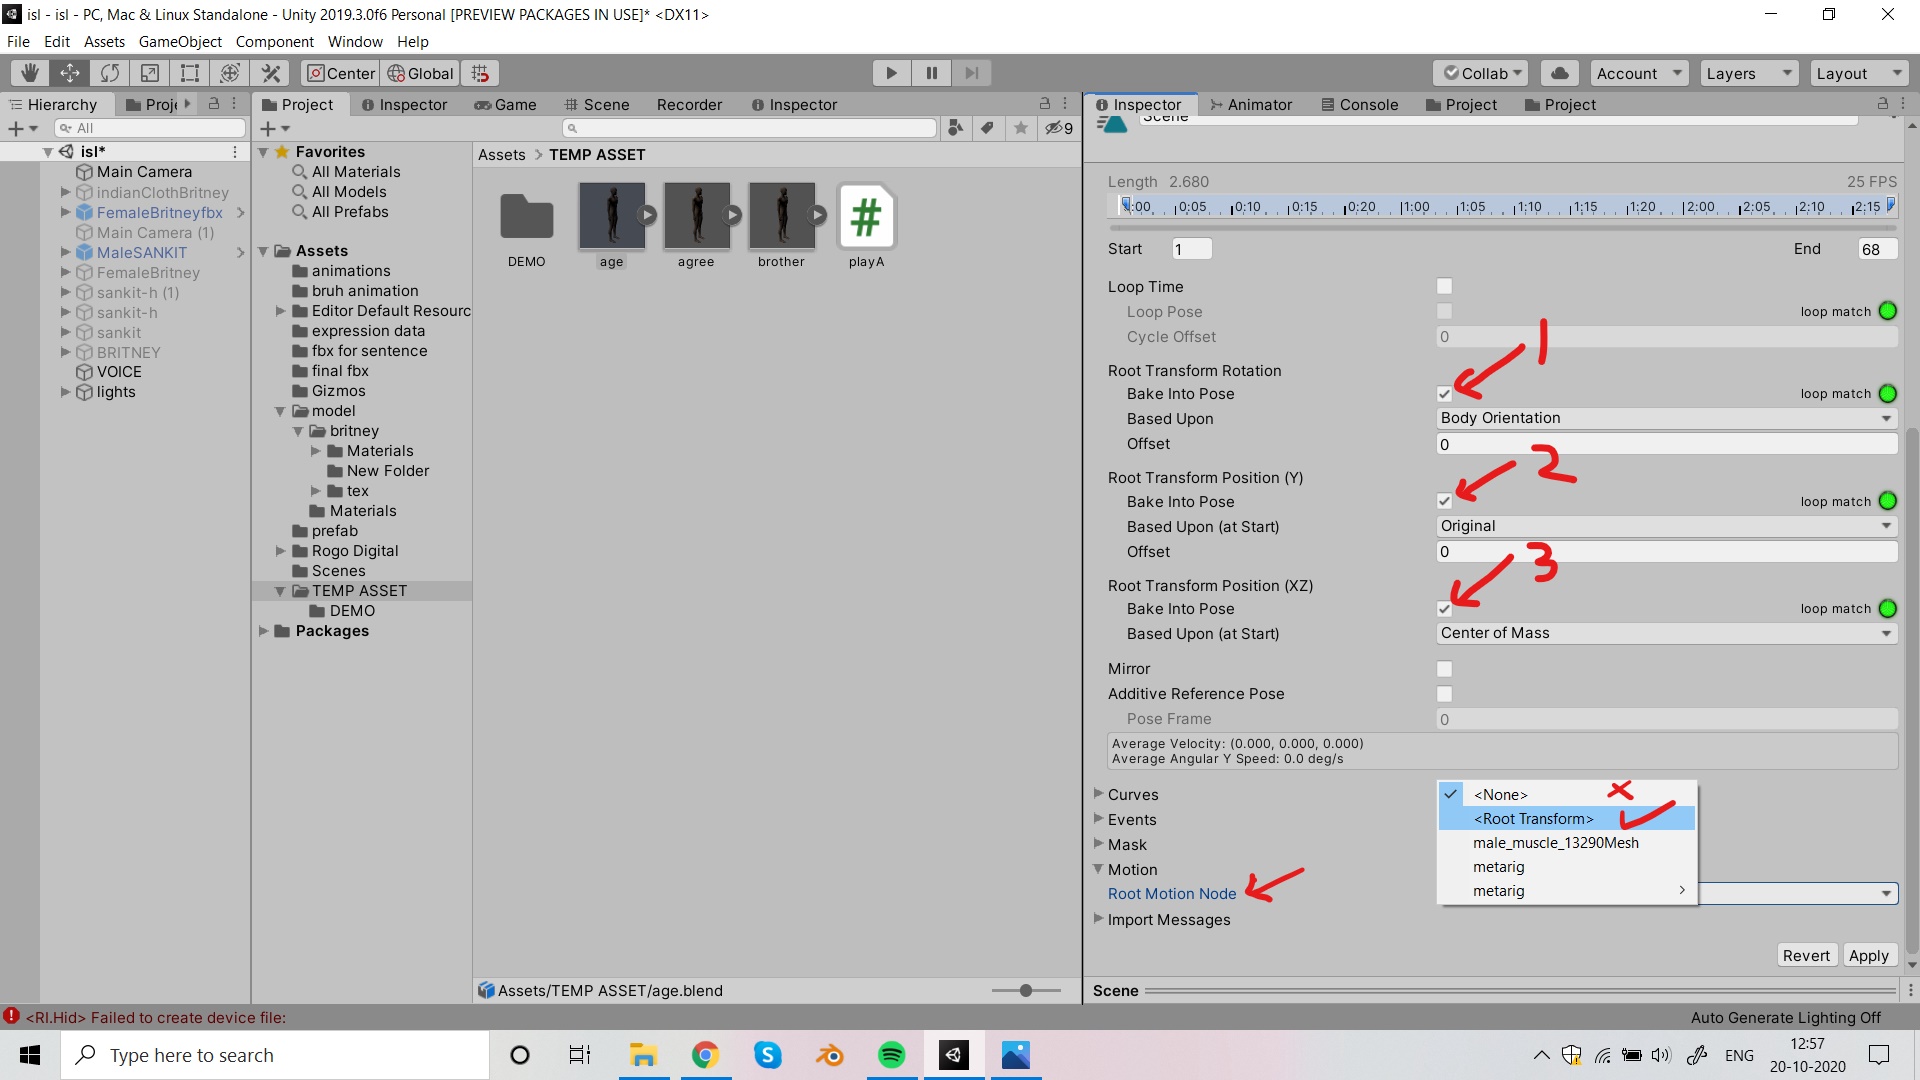 isl - isl - PC, Mac & Linux Standalone - Unity 2019.3.0f6 Personal [PREVIEW PACKAGES IN USE]* <DX11>
File Edit Assets GameObject Component Window Help
Center Global Collab Account Layers Layout
Hierarchy
All
isl*
Main Camera
indianClothBritney
FemaleBritneyfbx
Main Camera (1)
MaleSANKIT
FemaleBritney
sankit-h (1)
sankit-h
sankit
BRITNEY
VOICE
lights
Project Inspector Game Scene Recorder Inspector
9
Favorites
All Materials
All Models
All Prefabs
Assets
animations
bruh animation
Editor Default Resourc
expression data
fbx for sentence
final fbx
Gizmos
model
britney
Materials
New Folder
tex
Materials
prefab
Rogo Digital
Scenes
TEMP ASSET
DEMO
Packages
Assets > TEMP ASSET
DEMO age agree brother playA
#
Assets/TEMP ASSET/age.blend
Inspector Animator Console Project Project
Scene
Length 2.680 25 FPS
:00 0:05 0:10 0:15 0:20 1:00 1:05 1:10 1:15 1:20 2:00 2:05 2:10 2:15
Start 1 End 68
Loop Time
Loop Pose loop match
Cycle Offset 0
1
Root Transform Rotation
Bake Into Pose loop match
Based Upon Body Orientation
Offset 0
2
Root Transform Position (Y)
Bake Into Pose loop match
Based Upon (at Start) Original
Offset 0
3
Root Transform Position (XZ)
Bake Into Pose loop match
Based Upon (at Start) Center of Mass
Mirror
Additive Reference Pose
Pose Frame 0
Average Velocity: (0.000, 0.000, 0.000)
Average Angular Y Speed: 0.0 deg/s
Curves
Events
Mask
Motion
Root Motion Node
Import Messages
<None>
<Root Transform>
male_muscle_13290Mesh
metarig
metarig
Revert Apply
Scene
<RI.Hid> Failed to create device file:
Auto Generate Lighting Off
Type here to search
ENG
12:57
20-10-2020